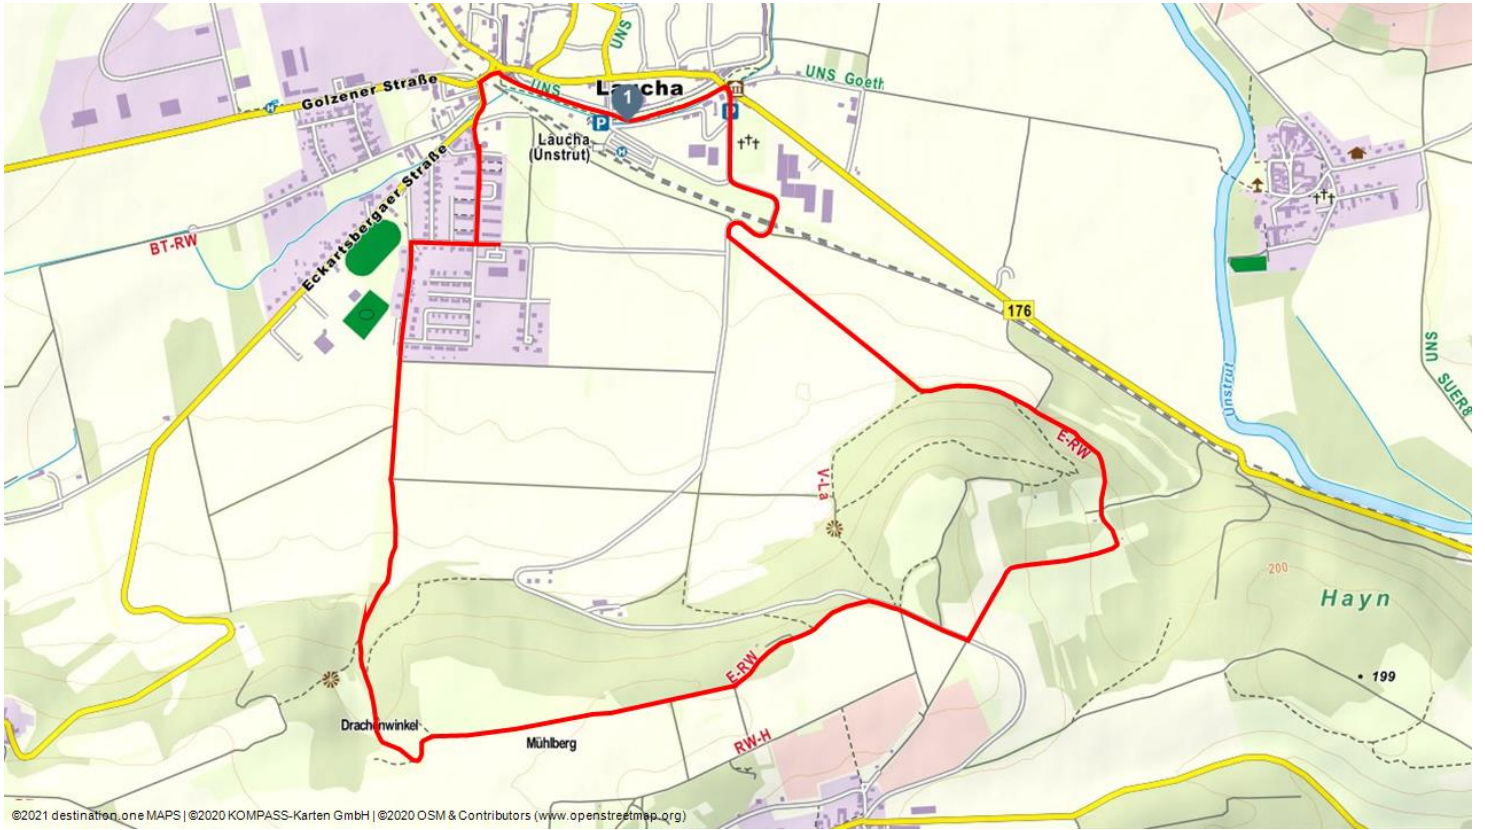 UNS
UNS Goeth
Golzener Straße
Laucha
UNS
1
P
H
H
Laucha
(Unstrut)
Eckartsbergaer Straße
BT-RW
176
Unstrut
UNS
SUER8
E-RW
V-La
200
Hayn
199
E-RW
Drachenwinkel
Mühlberg
RW-H
©2021 destination.one MAPS | ©2020 KOMPASS-Karten GmbH | ©2020 OSM & Contributors (www.openstreetmap.org)